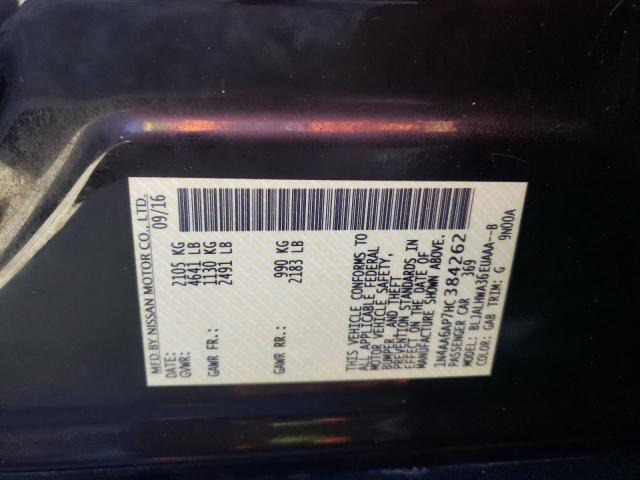 MFD BY NISSAN MOTOR CO., LTD.
DATE: 09/16
GVWR: 2105 KG
4641 LB
GAWR FR: 1130 KG
2491 LB
GAWR RR: 990 KG
2183 LB
THIS VEHICLE CONFORMS TO
ALL APPLICABLE FEDERAL
MOTOR VEHICLE SAFETY,
BUMPER, AND THEFT
PREVENTION STANDARDS IN
EFFECT ON THE DATE OF
MANUFACTURE SHOWN ABOVE.
1N4AA6AP7HC384262
PASSENGER CAR 369
MODEL: BLJALHWA36EUAAA--B
COLOR: GAB TRIM: G 9N00A